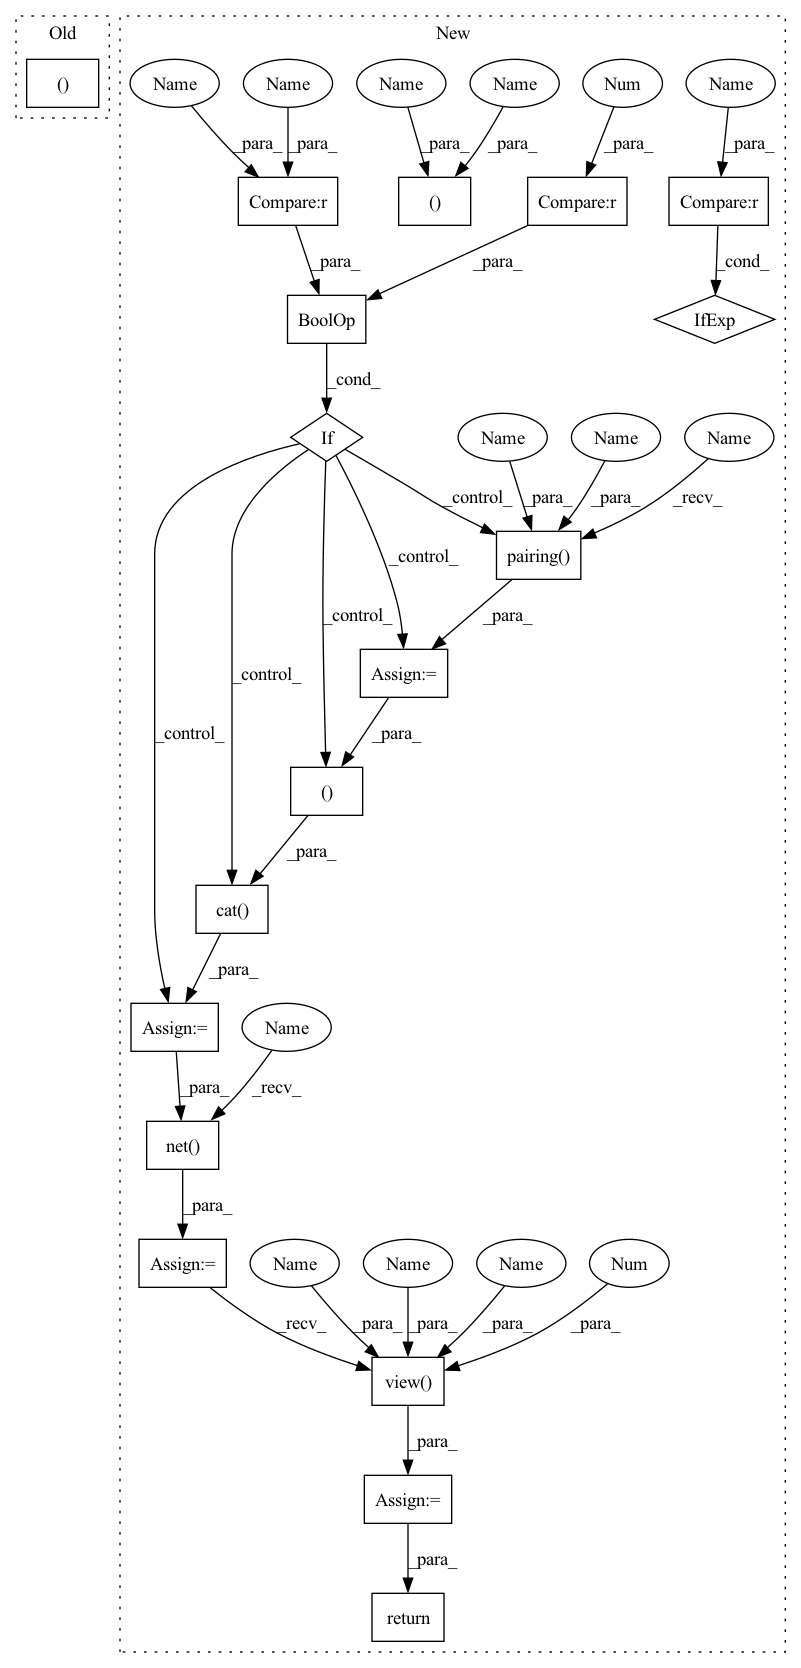 Old
New
()
Name
Name
Name
Name
Num
Name
_para_
_para_
_para_
_para_
_para_
_para_
Compare:r
()
Compare:r
Compare:r
_para_
_para_
_cond_
BoolOp
IfExp
_cond_
If
Name
Name
Name
_control_
_para_
_para_
_recv_
pairing()
_control_
_para_
_control_
_control_
Assign:=
_control_
_para_
()
_para_
cat()
_para_
Assign:=
Name
_para_
_recv_
net()
_para_
Assign:=
Name
Name
Name
Num
_recv_
_para_
_para_
_para_
_para_
view()
_para_
Assign:=
_para_
return